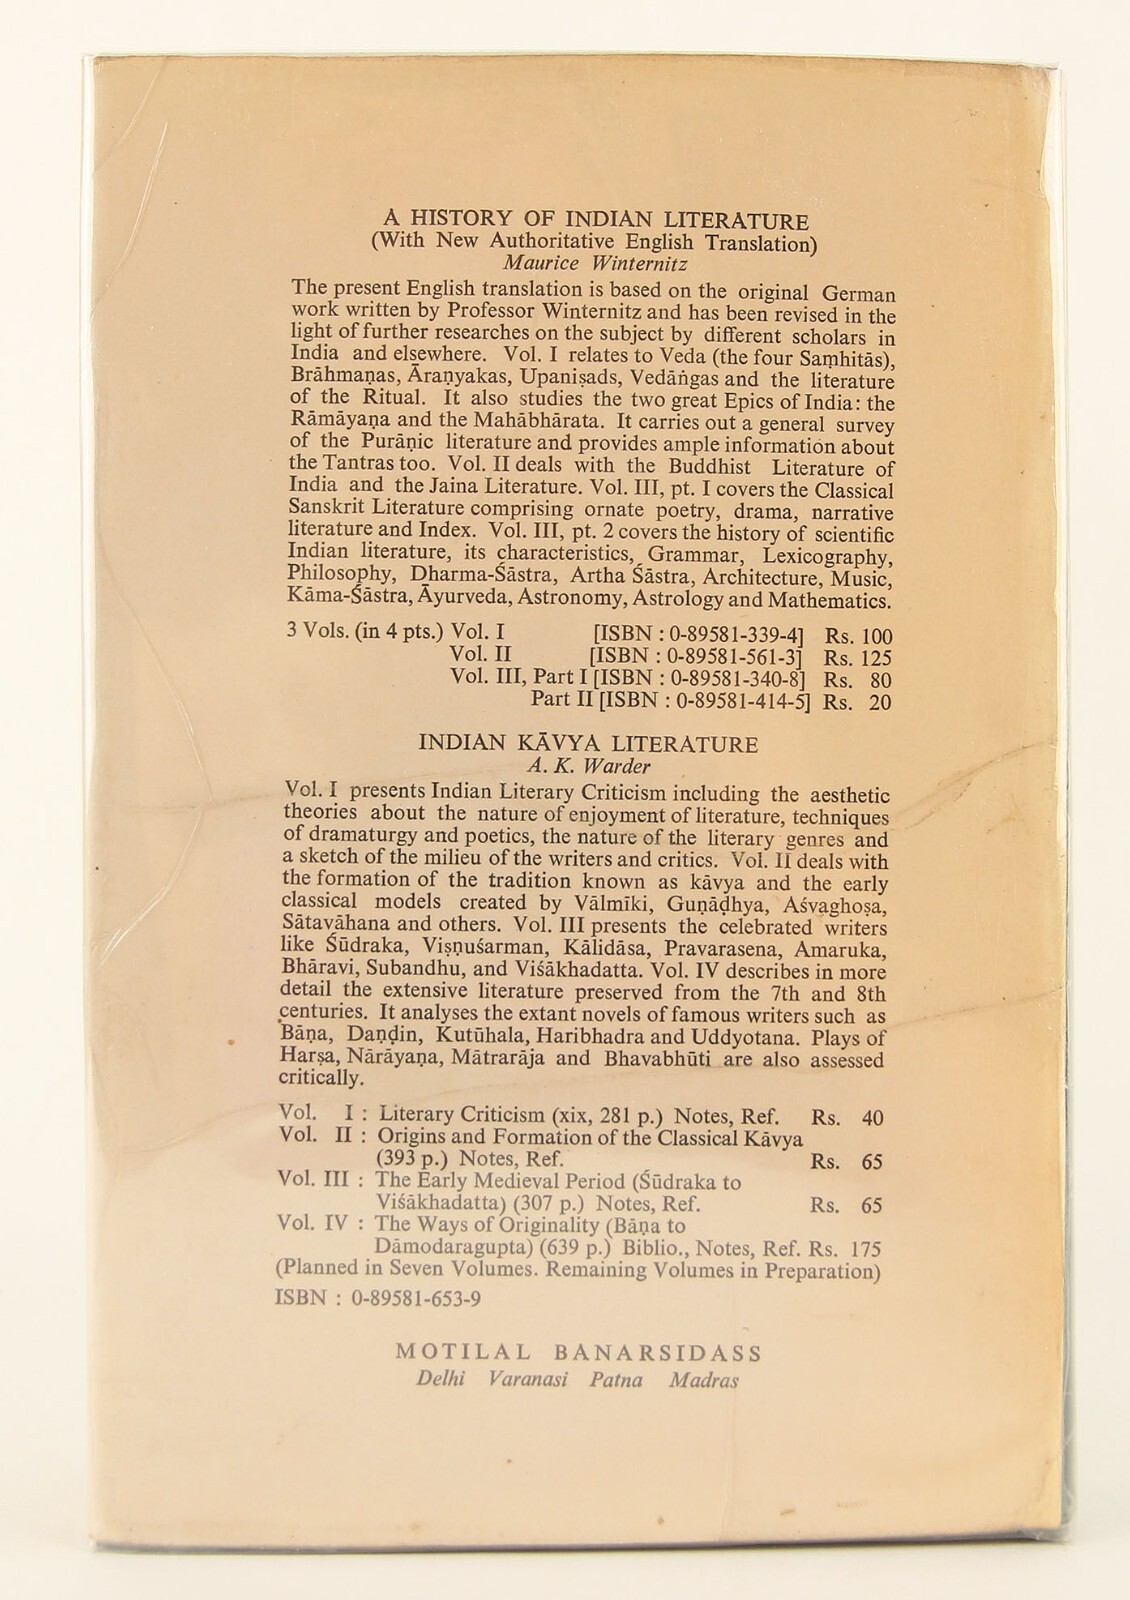 A HISTORY OF INDIAN LITERATURE
(With New Authoritative English Translation)
Maurice Winternitz
The present English translation is based on the original German
work written by Professor Winternitz and has been revised in the
light of further researches on the subject by different scholars in
India and elsewhere. Vol. I relates to Veda (the four Saṃhitās),
Brāhmaṇas, Āraṇyakas, Upaniṣads, Vedāṅgas and the literature
of the Ritual. It also studies the two great Epics of India: the
Rāmāyaṇa and the Mahābhārata. It carries out a general survey
of the Purāṇic literature and provides ample information about
the Tantras too. Vol. II deals with the Buddhist Literature of
India and the Jaina Literature. Vol. III, pt. I covers the Classical
Sanskrit Literature comprising ornate poetry, drama, narrative
literature and Index. Vol. III, pt. 2 covers the history of scientific
Indian literature, its characteristics, Grammar, Lexicography,
Philosophy, Dharma-Śāstra, Artha Śāstra, Architecture, Music,
Kāma-Śāstra, Āyurveda, Astronomy, Astrology and Mathematics.
3 Vols. (in 4 pts.) Vol. I [ISBN : 0-89581-339-4] Rs. 100
Vol. II [ISBN : 0-89581-561-3] Rs. 125
Vol. III, Part I [ISBN : 0-89581-340-8] Rs. 80
Part II [ISBN : 0-89581-414-5] Rs. 20
INDIAN KĀVYA LITERATURE
A. K. Warder
Vol. I presents Indian Literary Criticism including the aesthetic
theories about the nature of enjoyment of literature, techniques
of dramaturgy and poetics, the nature of the literary genres and
a sketch of the milieu of the writers and critics. Vol. II deals with
the formation of the tradition known as kāvya and the early
classical models created by Vālmīki, Guṇāḍhya, Aśvaghoṣa,
Sātavāhana and others. Vol. III presents the celebrated writers
like Śūdraka, Viṣṇuśarman, Kālidāsa, Pravarasena, Amaruka,
Bhāravi, Subandhu, and Viśākhadatta. Vol. IV describes in more
detail the extensive literature preserved from the 7th and 8th
centuries. It analyses the extant novels of famous writers such as
Bāṇa, Daṇḍin, Kutūhala, Haribhadra and Uddyotana. Plays of
Harṣa, Nārāyaṇa, Mātrarāja and Bhavabhūti are also assessed
critically.
Vol. I : Literary Criticism (xix, 281 p.) Notes, Ref. Rs. 40
Vol. II : Origins and Formation of the Classical Kāvya
(393 p.) Notes, Ref. Rs. 65
Vol. III : The Early Medieval Period (Śūdraka to
Viśākhadatta) (307 p.) Notes, Ref. Rs. 65
Vol. IV : The Ways of Originality (Bāṇa to
Dāmodaragupta) (639 p.) Biblio., Notes, Ref. Rs. 175
(Planned in Seven Volumes. Remaining Volumes in Preparation)
ISBN : 0-89581-653-9
MOTILAL BANARSIDASS
Delhi Varanasi Patna Madras